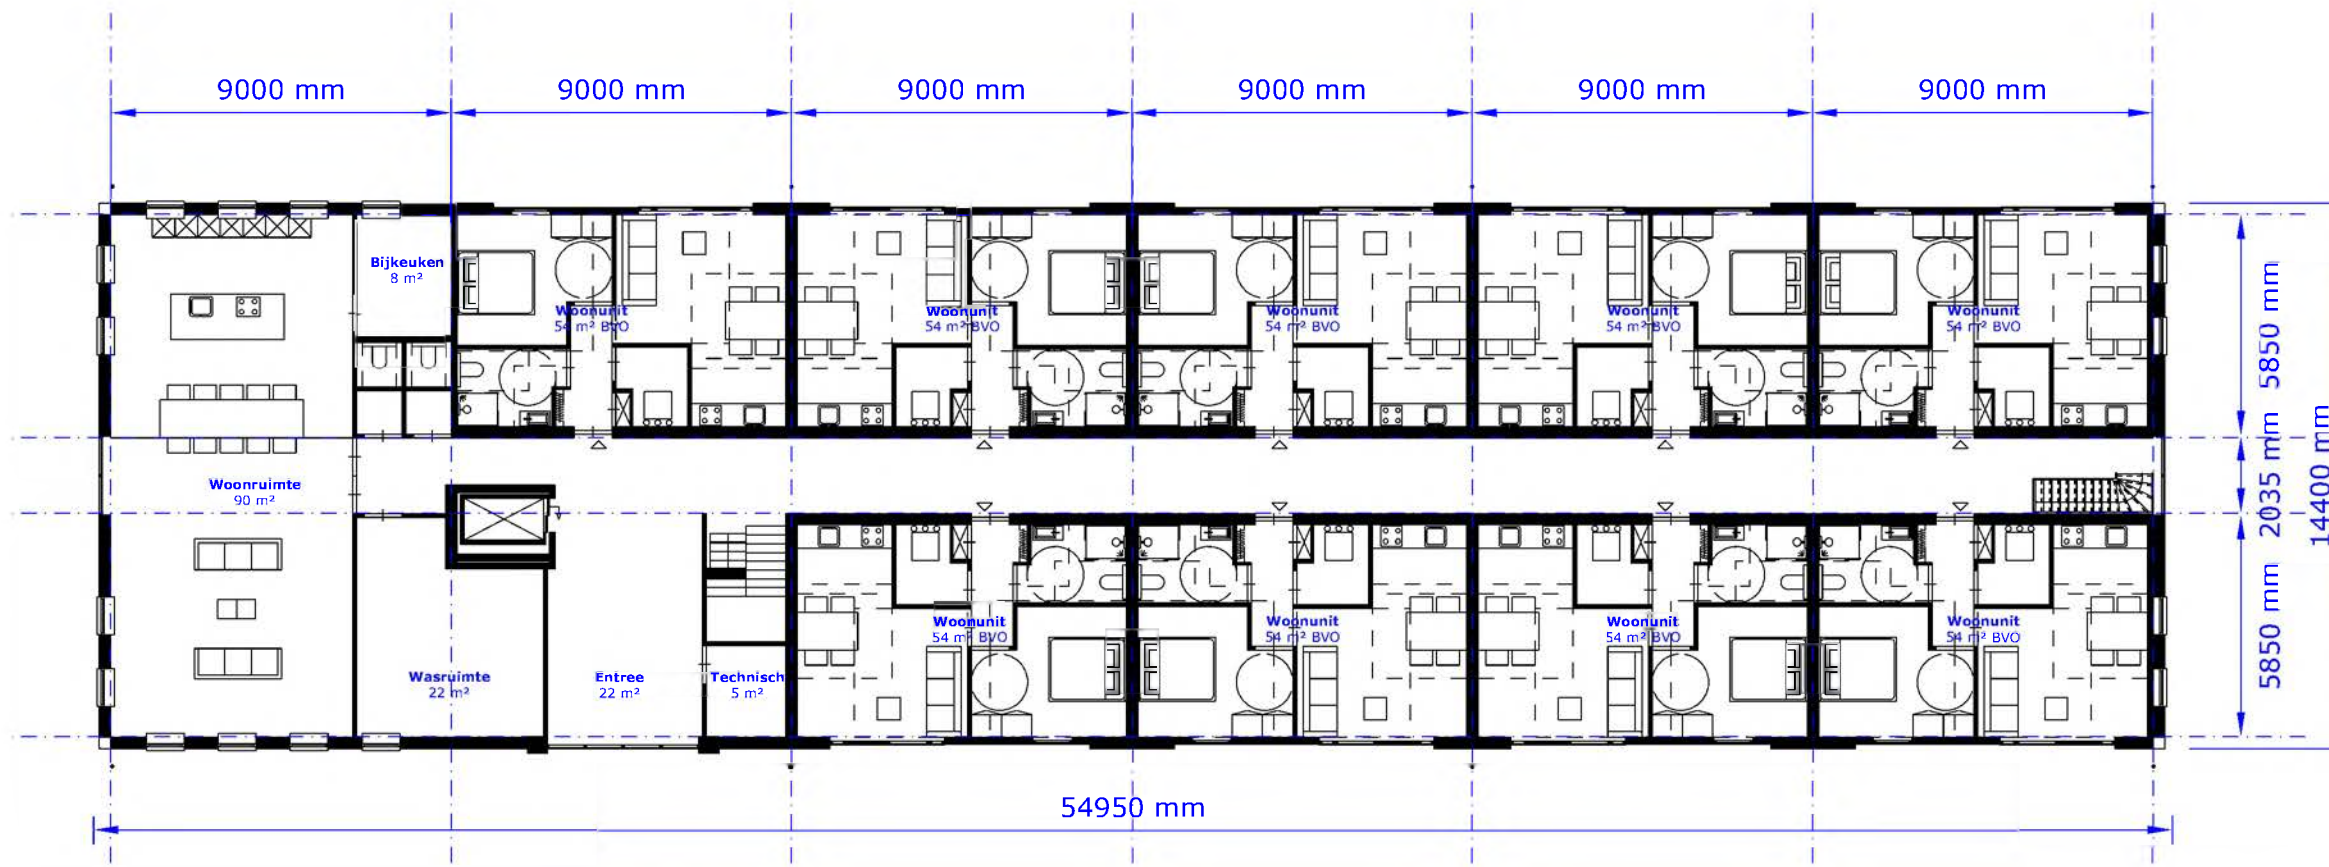 9000 mm
9000 mm
9000 mm
9000 mm
9000 mm
9000 mm
Bijkeuken
8 m²
Woonunit
54 m² BVO
Woonunit
54 m² BVO
Woonunit
54 m² BVO
Woonunit
54 m² BVO
Woonunit
54 m² BVO
5850 mm
2035 mm
14400 mm
5850 mm
Woonruimte
90 m²
Wasruimte
22 m²
Entree
22 m²
Technisch
5 m²
Woonunit
54 m² BVO
Woonunit
54 m² BVO
Woonunit
54 m² BVO
Woonunit
54 m² BVO
54950 mm